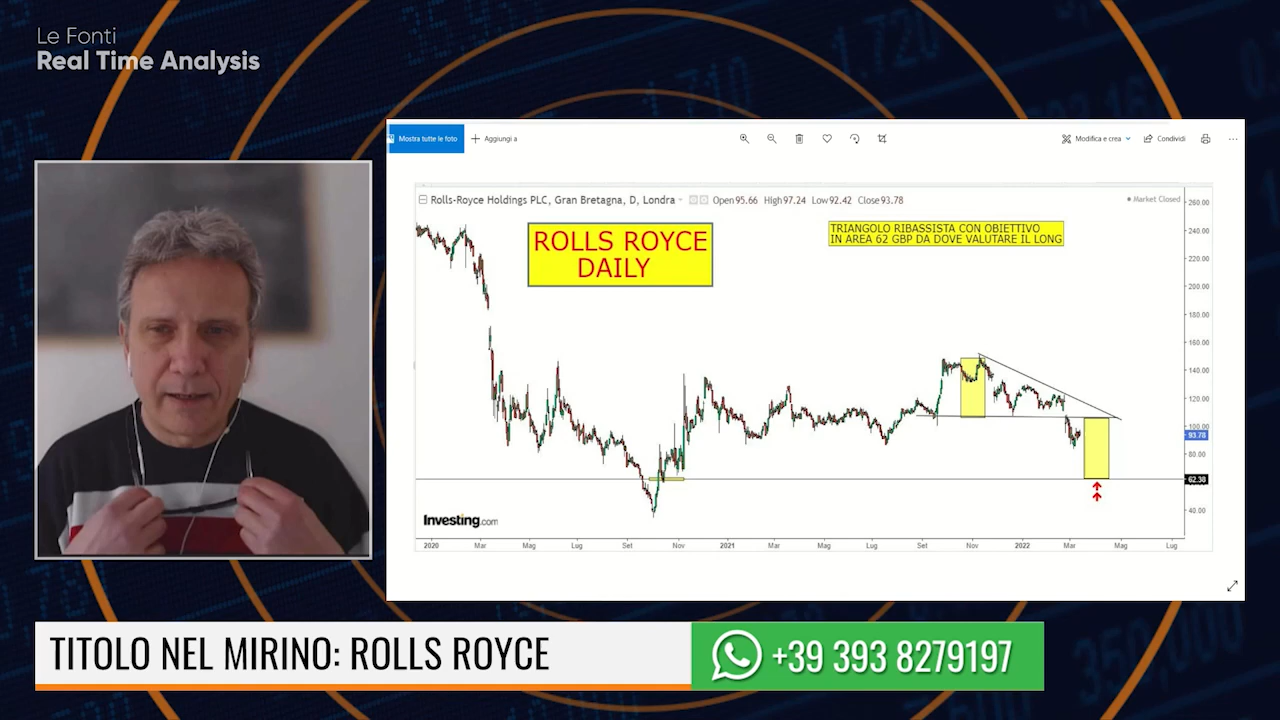 Le Fonti
Real Time Analysis
Mostra tutte le foto
Aggiungi a
Modifica e crea
Condividi
Rolls-Royce Holdings PLC, Gran Bretagna, D, Londra
Open 95.66 High 97.24 Low 92.42 Close 93.78
Market Closed
ROLLS ROYCE
DAILY
TRIANGOLO RIBASSISTA CON OBIETTIVO
IN AREA 62 GBP DA DOVE VALUTARE IL LONG
260.00
240.00
220.00
200.00
180.00
160.00
140.00
120.00
100.00
93.78
80.00
62.38
40.00
Investing.com
2020 Mar Mag Lug Set Nov 2021 Mar Mag Lug Set Nov 2022 Mar Mag Lug
TITOLO NEL MIRINO: ROLLS ROYCE
+39 393 8279197